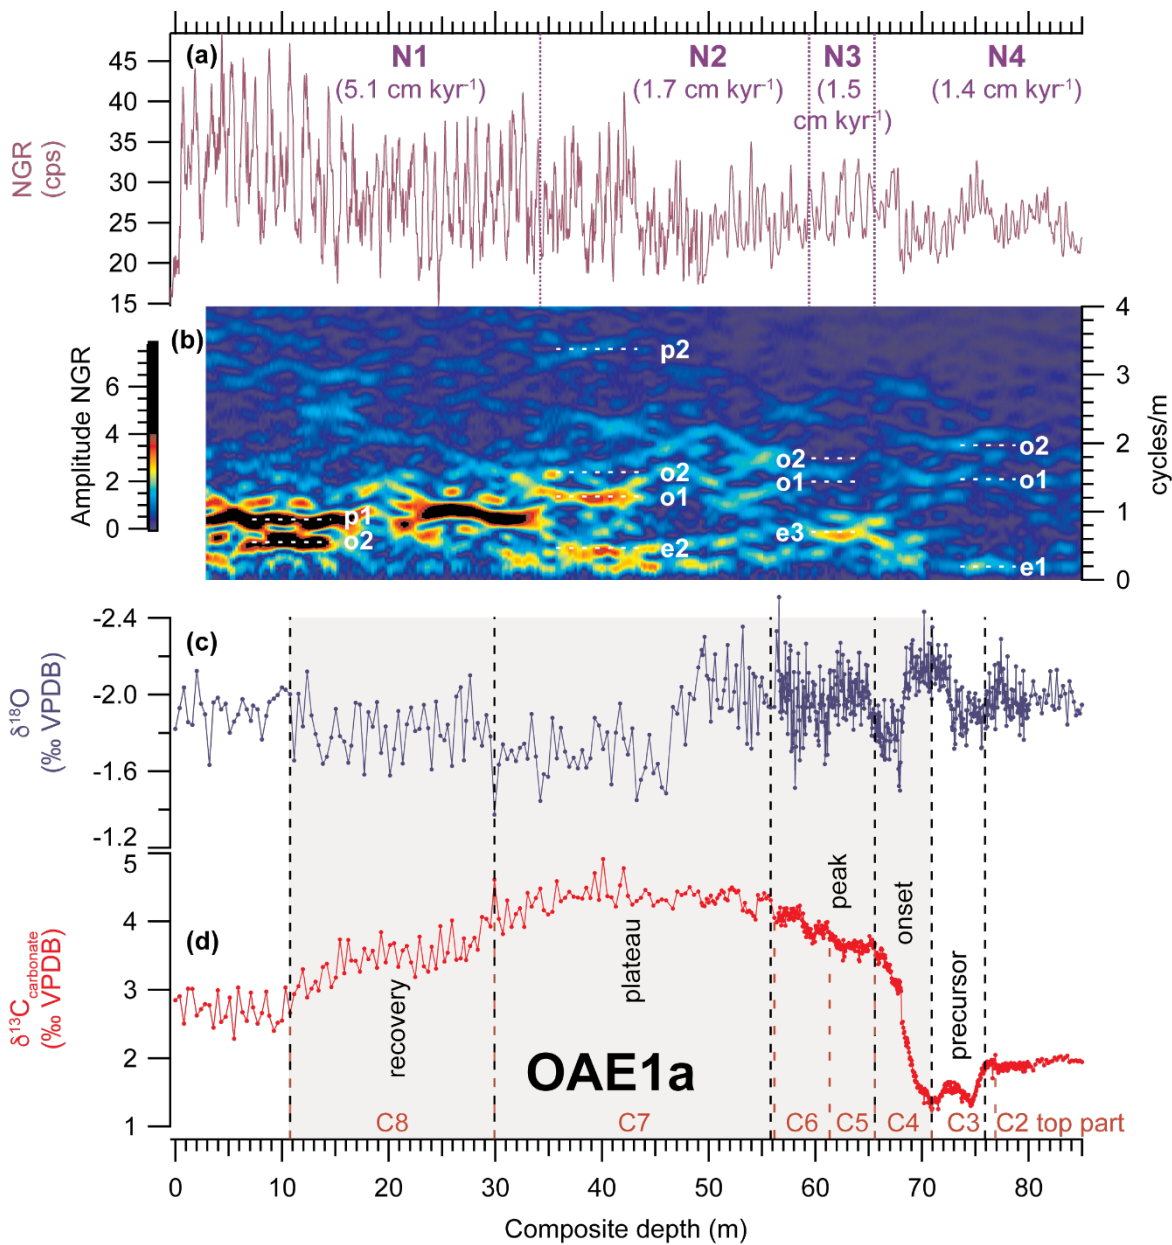 (a)
N1
(5.1 cm kyr⁻¹)
N2
(1.7 cm kyr⁻¹)
N3
(1.5
cm kyr⁻¹)
N4
(1.4 cm kyr⁻¹)
45
40
35
30
25
20
15
NGR
(cps)
(b)
Amplitude NGR
6
4
2
0
p1
o2
p2
o2
o1
e2
o2
o1
e3
o2
o1
e1
4
3
2
1
0
cycles/m
(c)
-2.4
-2.0
-1.6
-1.2
δ¹⁸O
(‰ VPDB)
(d)
5
4
3
2
1
δ¹³C carbonate
(‰ VPDB)
recovery
plateau
peak
onset
precursor
OAE1a
C8
C7
C6
C5
C4
C3
C2 top part
0
10
20
30
40
50
60
70
80
Composite depth (m)